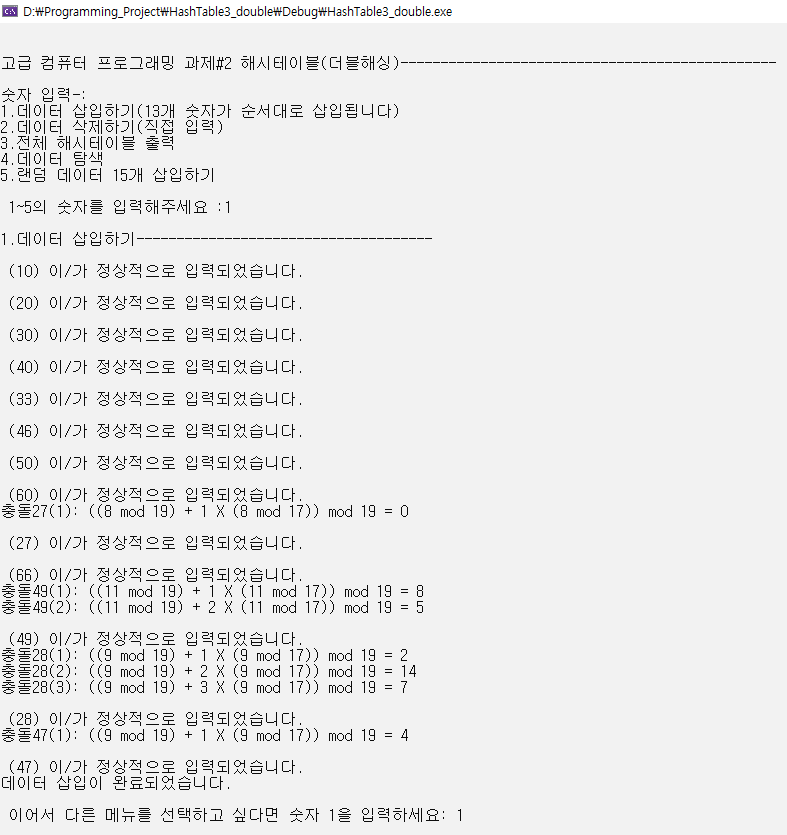 D:₩Programming_Project₩HashTable3_double₩Debug₩HashTable3_double.exe
고급 컴퓨터 프로그래밍 과제#2 해시테이블(더블해싱)-----------------------------------------------
숫자 입력-:
1.데이터 삽입하기(13개 숫자가 순서대로 삽입됩니다)
2.데이터 삭제하기(직접 입력)
3.전체 해시테이블 출력
4.데이터 탐색
5.랜덤 데이터 15개 삽입하기
1~5의 숫자를 입력해주세요 :1
1.데이터 삽입하기-------------------------------------
(10) 이/가 정상적으로 입력되었습니다.
(20) 이/가 정상적으로 입력되었습니다.
(30) 이/가 정상적으로 입력되었습니다.
(40) 이/가 정상적으로 입력되었습니다.
(33) 이/가 정상적으로 입력되었습니다.
(46) 이/가 정상적으로 입력되었습니다.
(50) 이/가 정상적으로 입력되었습니다.
(60) 이/가 정상적으로 입력되었습니다.
충돌27(1): ((8 mod 19) + 1 X (8 mod 17)) mod 19 = 0
(27) 이/가 정상적으로 입력되었습니다.
(66) 이/가 정상적으로 입력되었습니다.
충돌49(1): ((11 mod 19) + 1 X (11 mod 17)) mod 19 = 8
충돌49(2): ((11 mod 19) + 2 X (11 mod 17)) mod 19 = 5
(49) 이/가 정상적으로 입력되었습니다.
충돌28(1): ((9 mod 19) + 1 X (9 mod 17)) mod 19 = 2
충돌28(2): ((9 mod 19) + 2 X (9 mod 17)) mod 19 = 14
충돌28(3): ((9 mod 19) + 3 X (9 mod 17)) mod 19 = 7
(28) 이/가 정상적으로 입력되었습니다.
충돌47(1): ((9 mod 19) + 1 X (9 mod 17)) mod 19 = 4
(47) 이/가 정상적으로 입력되었습니다.
데이터 삽입이 완료되었습니다.
이어서 다른 메뉴를 선택하고 싶다면 숫자 1을 입력하세요: 1